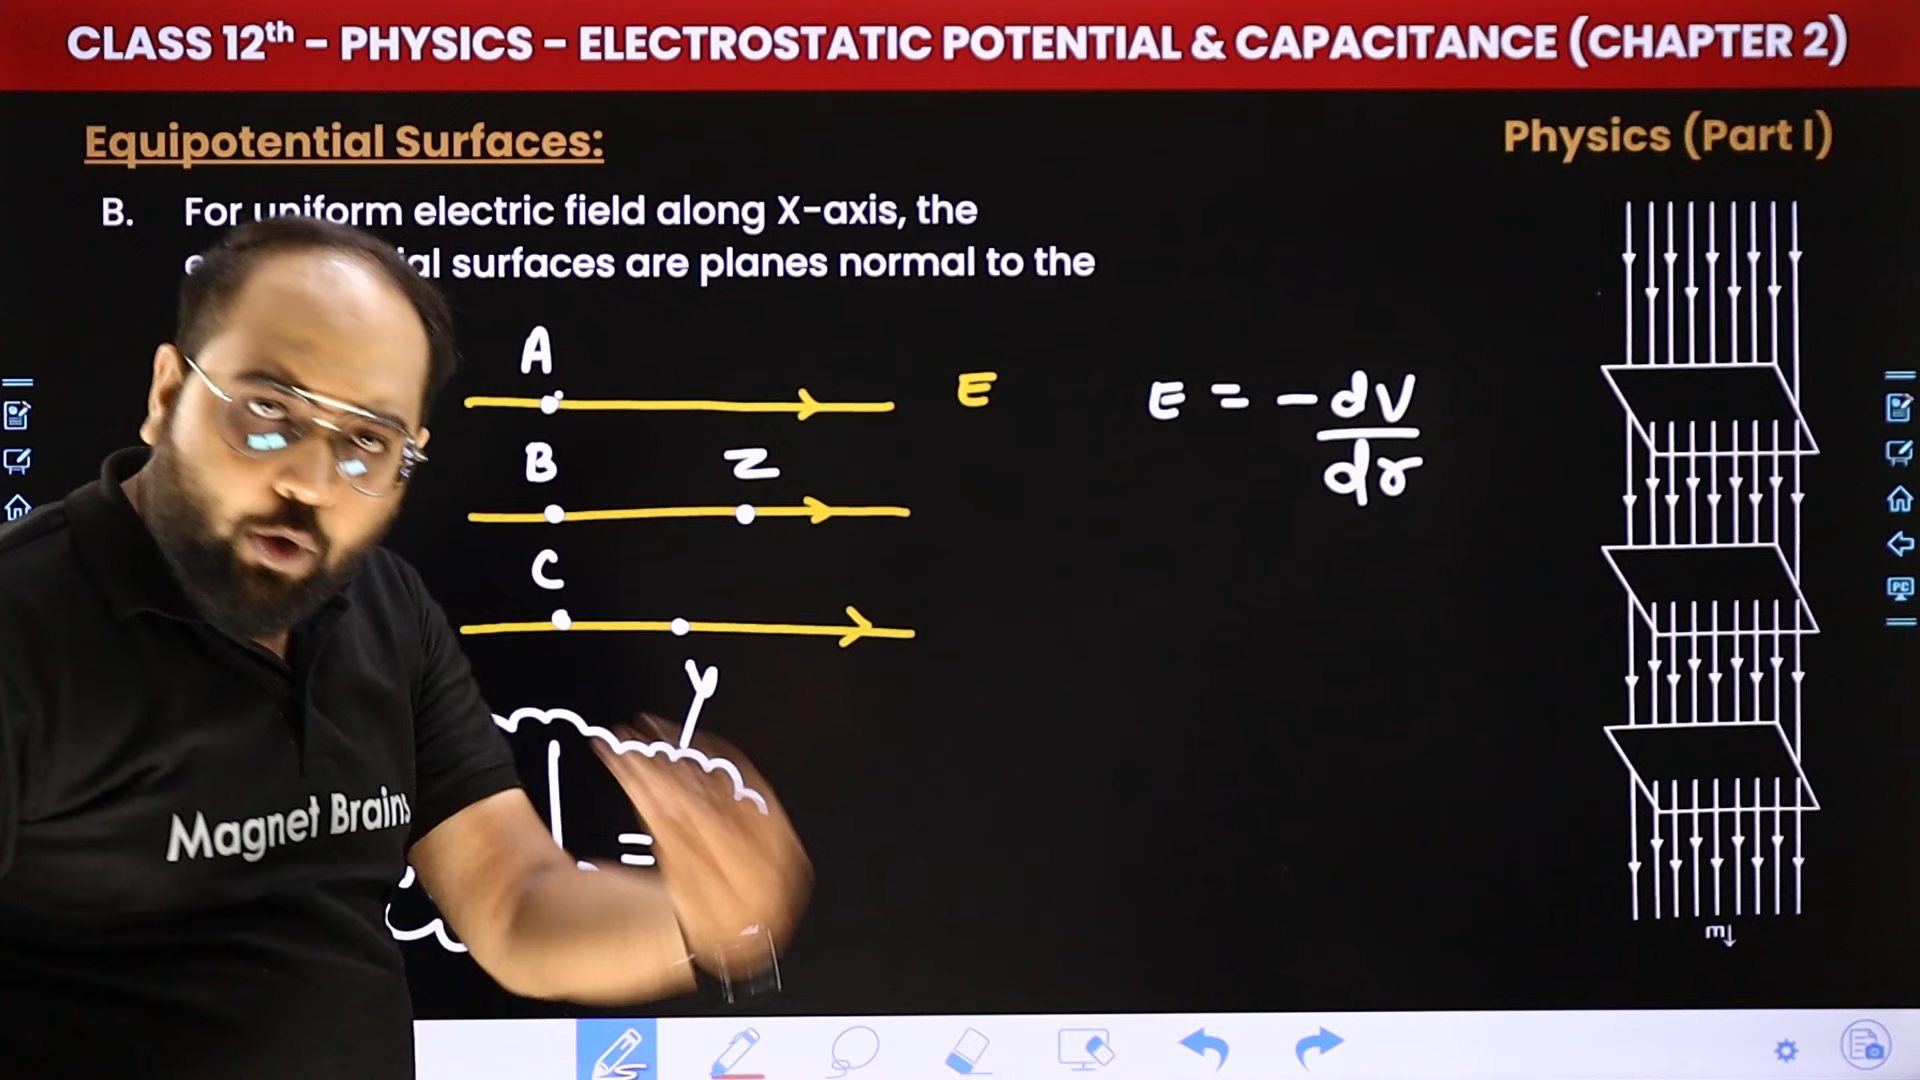 CLASS 12th - PHYSICS - ELECTROSTATIC POTENTIAL & CAPACITANCE (CHAPTER 2)
Equipotential Surfaces:
Physics (Part I)
B. For uniform electric field along X-axis, the
surfaces are planes normal to the
A
E
E = - dV
dr
B
Z
C
Y
=
Magnet Brains
PC
E